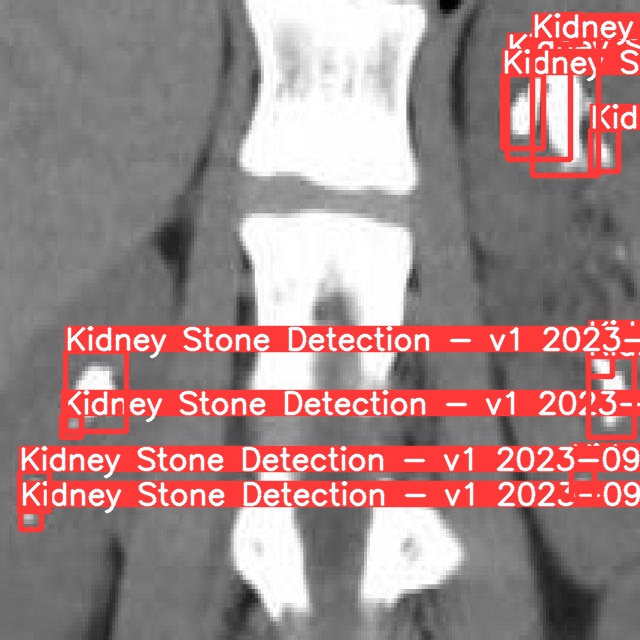 Kidney
Kidney S
Kid
Kidney Stone Detection - v1 2023-
Kidney Stone Detection - v1 2023-
Kidney Stone Detection - v1 2023-09
Kidney Stone Detection - v1 2023-09